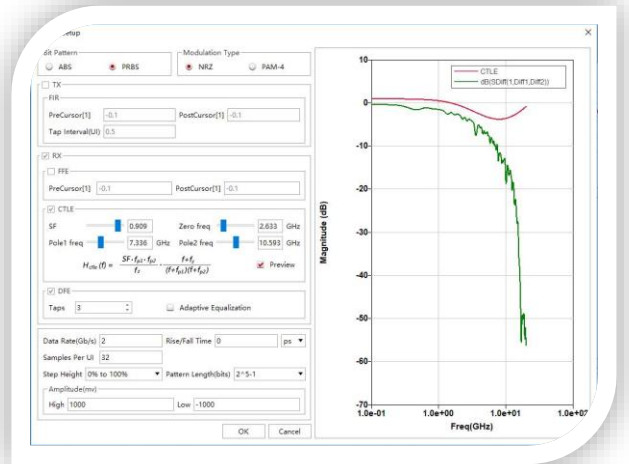 etup
Bit Pattern
Modulation Type
ABS PRBS NRZ PAM-4
TX
FIR
PreCursor[1] -0.1 PostCursor[1] -0.1
Tap Interval(UI) 0.5
RX
FFE
PreCursor[1] -0.1 PostCursor[1] -0.1
CTLE
SF 0.909 Zero freq 2.633 GHz
Pole1 freq 7.336 GHz Pole2 freq 10.593 GHz
Preview
DFE
Taps 3 Adaptive Equalization
Data Rate(Gb/s) 2 Rise/Fall Time 0 ps
Samples Per UI 32
Step Height 0% to 100% Pattern Length(bits) 2^5-1
Amplitude(mv)
High 1000 Low -1000
OK Cancel
CTLE
dB(SDiff(1,Diff1,Diff2))
Magnitude (dB)
10
0
-10
-20
-30
-40
-50
-60
-70
1.0e-01 1.0e+00 1.0e+01 1.0e+02
Freq(GHz)